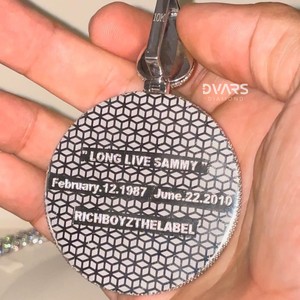 DVARS
" LONG LIVE SAMMY "
February.12.1987 June.22.2010
RICHBOYZTHELABEL